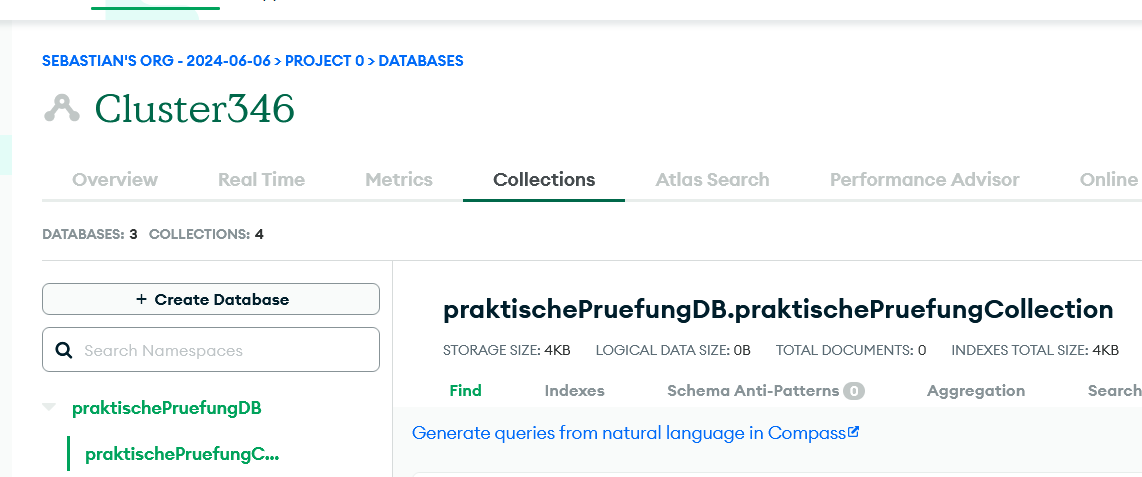 SEBASTIAN'S ORG - 2024-06-06 > PROJECT 0 > DATABASES
Cluster346
Overview Real Time Metrics Collections Atlas Search Performance Advisor Online
DATABASES: 3 COLLECTIONS: 4
+ Create Database
praktischePruefungDB.praktischePruefungCollection
Search Namespaces
STORAGE SIZE: 4KB LOGICAL DATA SIZE: 0B TOTAL DOCUMENTS: 0 INDEXES TOTAL SIZE: 4KB
Find Indexes Schema Anti-Patterns 0 Aggregation Search
praktischePruefungDB
Generate queries from natural language in Compass
praktischePruefungC...